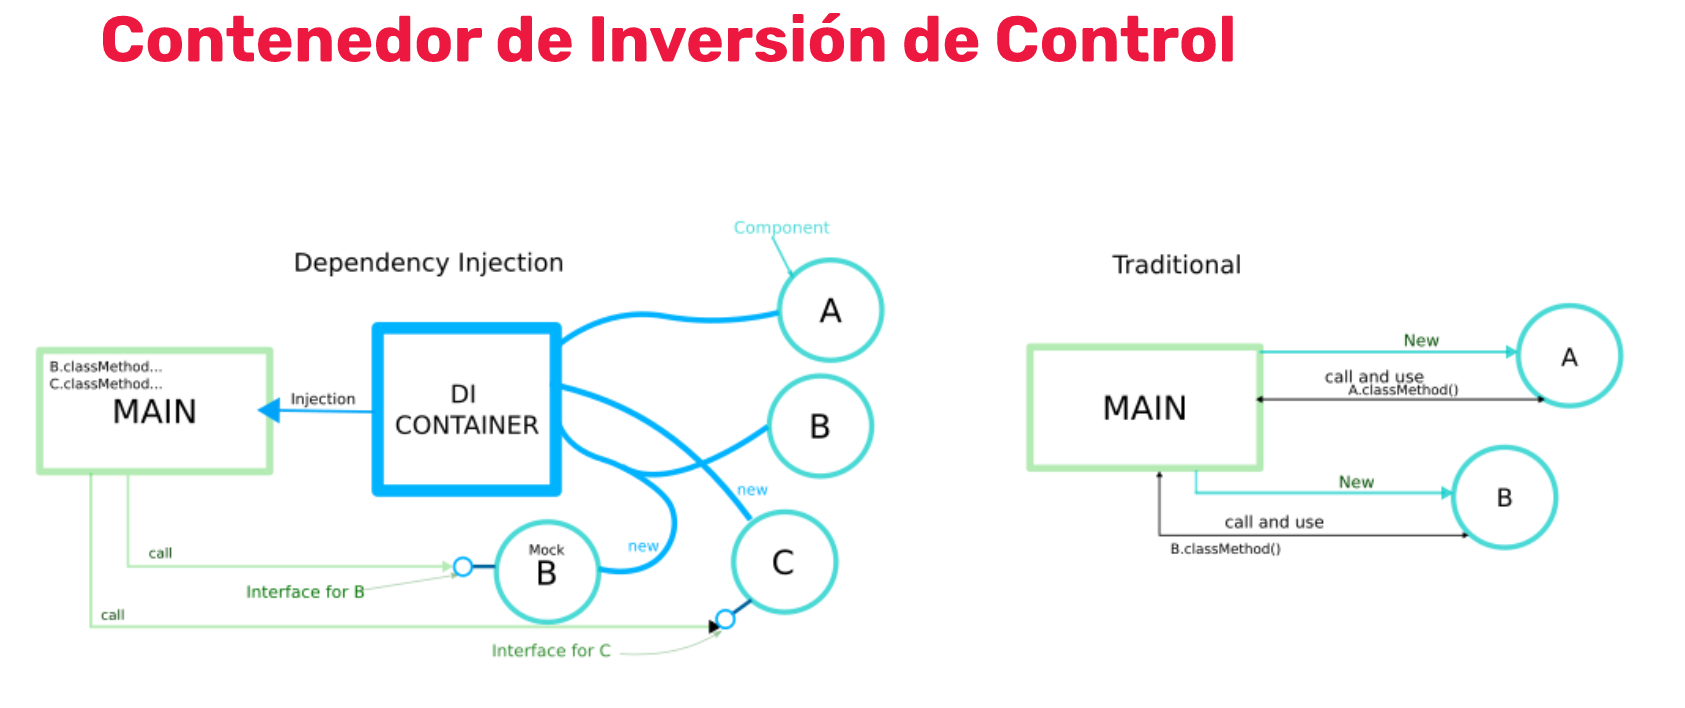 Contenedor de Inversión de Control
Dependency Injection
Component
A
B.classMethod...
C.classMethod...
MAIN
Injection
DI
CONTAINER
B
new
new
Mock
B
C
call
Interface for B
call
Interface for C
Traditional
New
A
call and use
A.classMethod()
MAIN
New
B
call and use
B.classMethod()